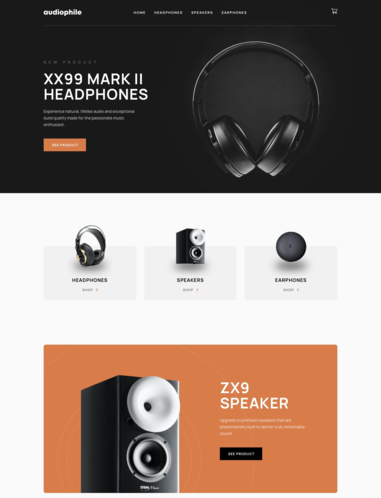 audiophile
HOME HEADPHONES SPEAKERS EARPHONES
NEW PRODUCT
XX99 MARK II
HEADPHONES
Experience natural, lifelike audio and exceptional
build quality made for the passionate music
enthusiast.
SEE PRODUCT
HEADPHONES
SHOP
SPEAKERS
SHOP
EARPHONES
SHOP
ZX9
SPEAKER
Upgrade to premium speakers that are
phenomenally built to deliver truly remarkable
sound.
SEE PRODUCT